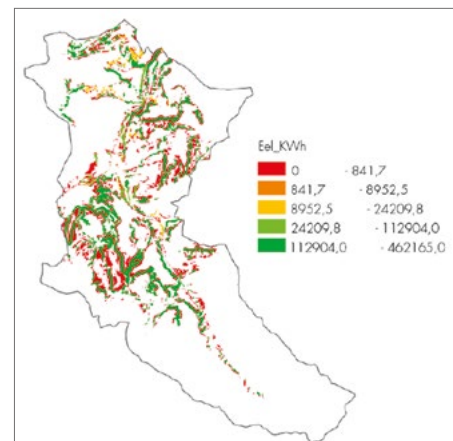 Eel_KWh
0 - 841,7
841,7 - 8952,5
8952,5 - 24209,8
24209,8 - 112904,0
112904,0 - 462165,0